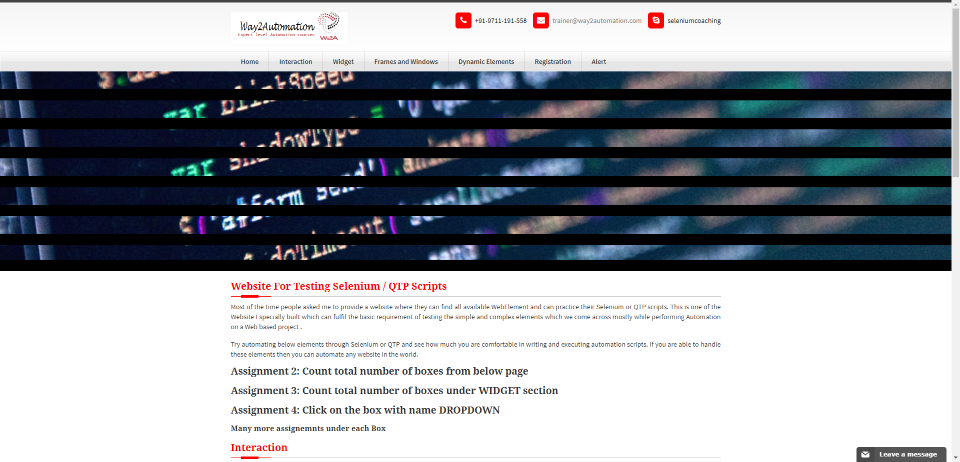 Way2Automation
Expert level Automation courses
W2A
+91-9711-191-558
trainer@way2automation.com
seleniumcoaching
Home Interaction Widget Frames and Windows Dynamic Elements Registration Alert
var blinkSpeed
var shadowType =
'#form send').animate
Website For Testing Selenium / QTP Scripts
Most of the time people asked me to provide a website where they can find all available WebElement and can practice their Selenium or QTP scripts. This is one of the
Website I specially built which can fulfil the basic requirement of testing the simple and complex elements which we come across mostly while performing Automation
on a Web based project .
Try automating below elements through Selenium or QTP and see how much you are comfortable in writing and executing automation scripts. If you are able to handle
these elements then you can automate any website in the world.
Assignment 2: Count total number of boxes from below page
Assignment 3: Count total number of boxes under WIDGET section
Assignment 4: Click on the box with name DROPDOWN
Many more assignemnts under each Box
Interaction
Leave a message